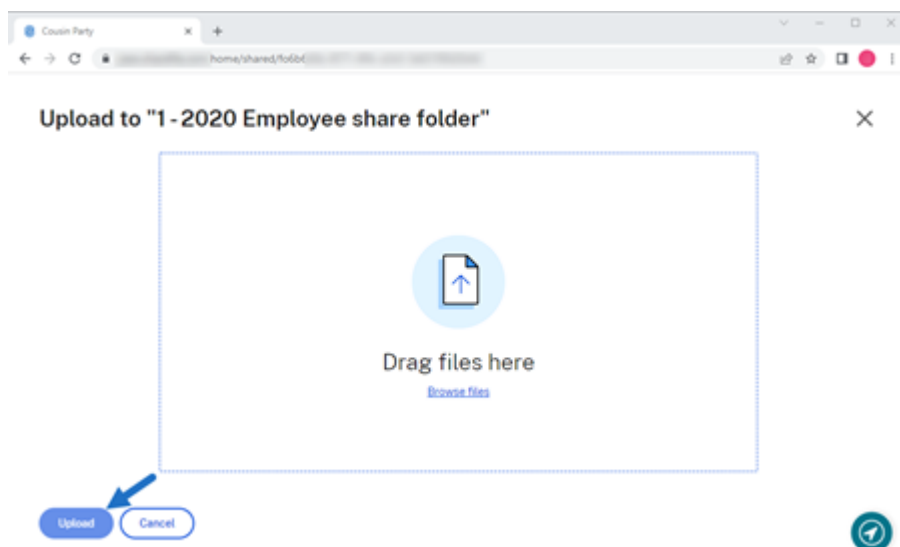 Cousin Party
home/shared/fo6b
Upload to "1 - 2020 Employee share folder"
Drag files here
Browse files
Upload Cancel